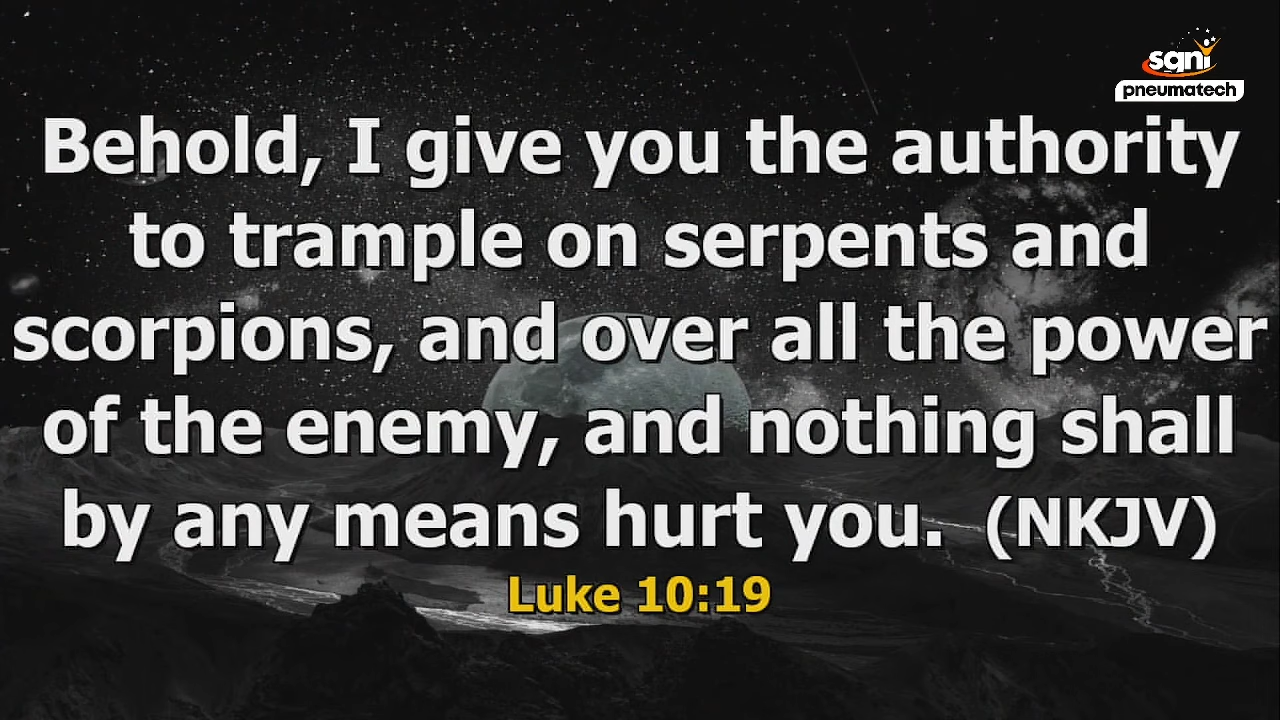 sgni
pneumatech
Behold, I give you the authority
to trample on serpents and
scorpions, and over all the power
of the enemy, and nothing shall
by any means hurt you.  (NKJV)
Luke 10:19